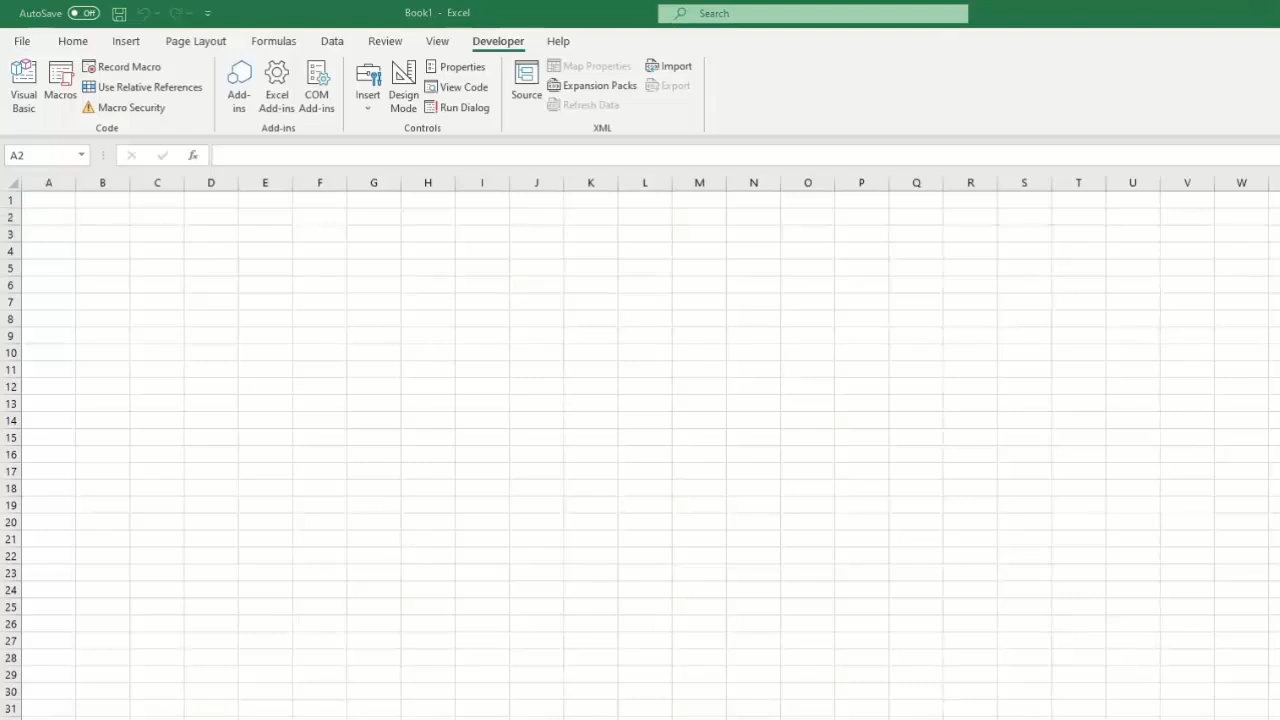 AutoSave Off Book1 - Excel Search
File Home Insert Page Layout Formulas Data Review View Developer Help
Visual Basic
Macros
Record Macro
Use Relative References
Macro Security
Code
Add-ins
Excel Add-ins
COM Add-ins
Add-ins
Insert
Design Mode
Properties
View Code
Run Dialog
Controls
Source
Map Properties
Expansion Packs
Refresh Data
Import
Export
XML
A2 fx
A B C D E F G H I J K L M N O P Q R S T U V W
1
2
3
4
5
6
7
8
9
10
11
12
13
14
15
16
17
18
19
20
21
22
23
24
25
26
27
28
29
30
31